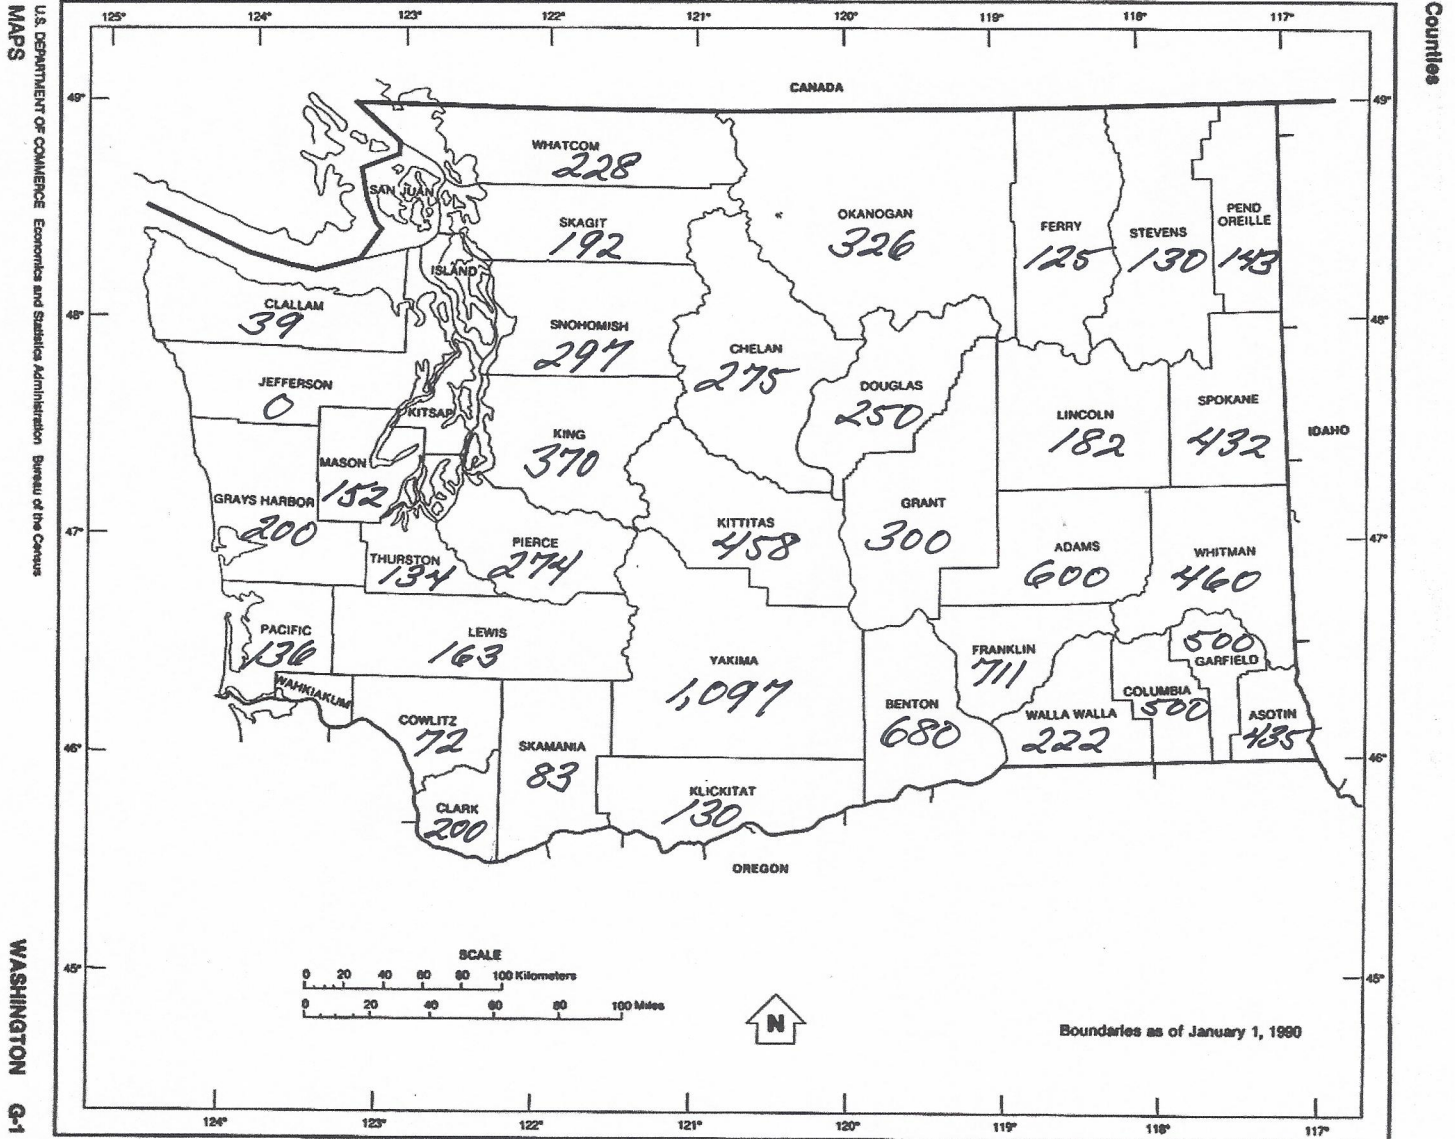 Counties
U.S. DEPARTMENT OF COMMERCE Economics and Statistics Administration Bureau of the Census
MAPS
WASHINGTON G-1
125° 124° 123° 122° 121° 120° 119° 118° 117°
CANADA
49° 49°
WHATCOM
228
SAN JUAN
SKAGIT
192
OKANOGAN
326
FERRY
125
STEVENS
130
PEND
OREILLE
143
ISLAND
CLALLAM
39
48° 48°
SNOHOMISH
297
CHELAN
275
DOUGLAS
250
JEFFERSON
0
KITSAP
LINCOLN
182
SPOKANE
432
IDAHO
KING
370
MASON
152
GRAYS HARBOR
200
GRANT
300
KITTITAS
458
47° 47°
THURSTON
134
PIERCE
274
ADAMS
600
WHITMAN
460
PACIFIC
136
LEWIS
163
YAKIMA
1,097
FRANKLIN
711
500
GARFIELD
WAHKIAKUM
COLUMBIA
500
BENTON
680
WALLA WALLA
222
ASOTIN
435
COWLITZ
72
SKAMANIA
83
46° 46°
KLICKITAT
130
CLARK
200
OREGON
SCALE
0 20 40 60 80 100 Kilometers
0 20 40 60 80 100 Miles
45° 45°
N
Boundaries as of January 1, 1990
124° 123° 122° 121° 120° 119° 118° 117°